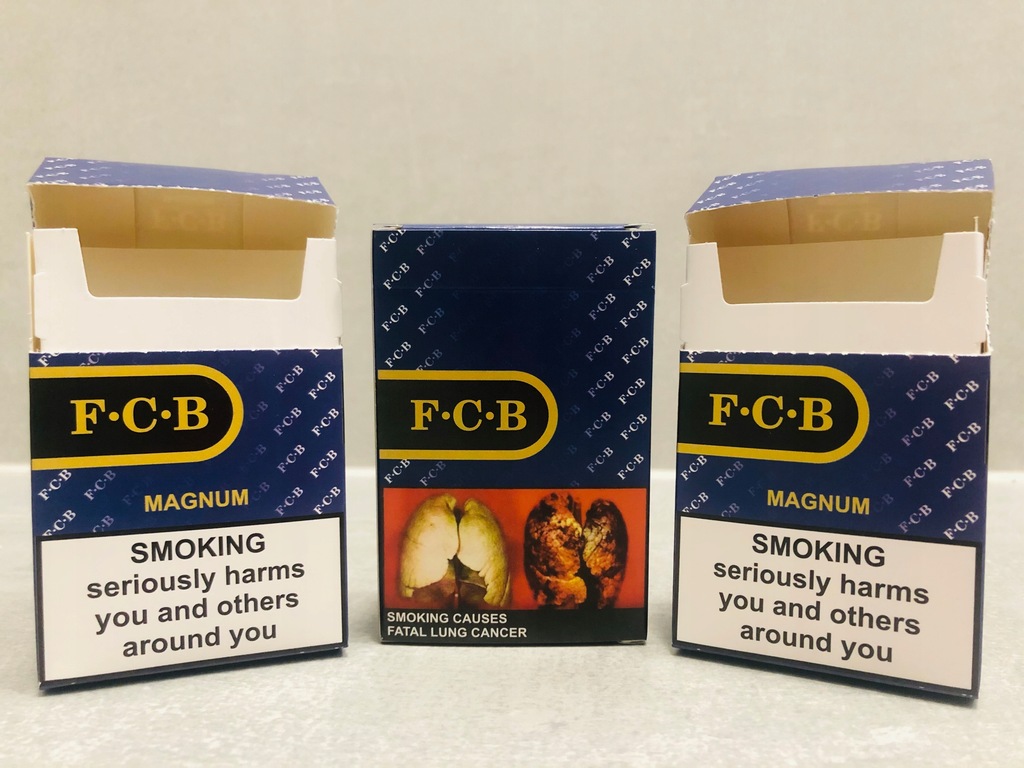 F·C·B
MAGNUM
SMOKING
seriously harms
you and others
around you
F·C·B
SMOKING CAUSES
FATAL LUNG CANCER
F·C·B
MAGNUM
SMOKING
seriously harms
you and others
around you